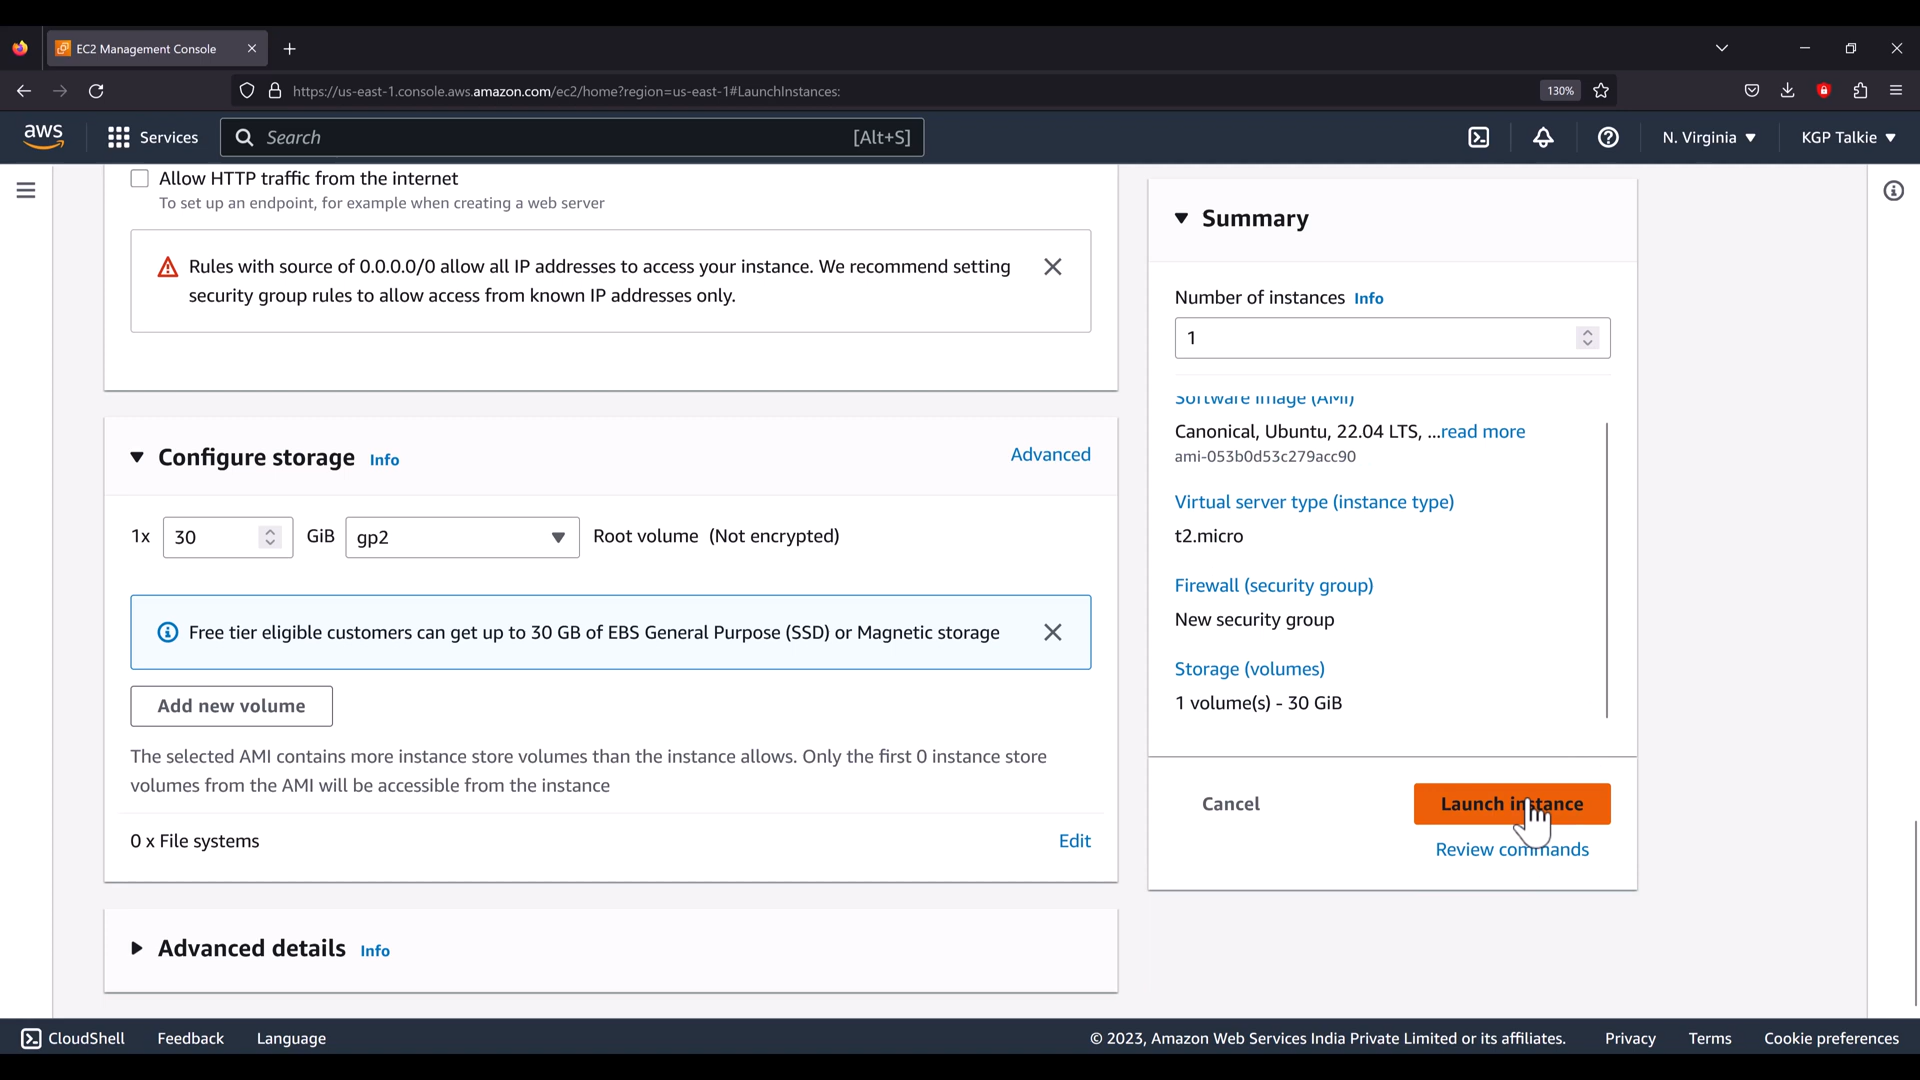 EC2 Management Console
https://us-east-1.console.aws.amazon.com/ec2/home?region=us-east-1#LaunchInstances:
130%
aws
Services
Search
[Alt+S]
N. Virginia
KGP Talkie
Allow HTTP traffic from the internet
To set up an endpoint, for example when creating a web server
Rules with source of 0.0.0.0/0 allow all IP addresses to access your instance. We recommend setting
security group rules to allow access from known IP addresses only.
Configure storage Info
Advanced
1x 30 GiB gp2 Root volume (Not encrypted)
Free tier eligible customers can get up to 30 GB of EBS General Purpose (SSD) or Magnetic storage
Add new volume
The selected AMI contains more instance store volumes than the instance allows. Only the first 0 instance store
volumes from the AMI will be accessible from the instance
0 x File systems
Edit
Advanced details Info
Summary
Number of instances Info
1
Software Image (AMI)
Canonical, Ubuntu, 22.04 LTS, ...read more
ami-053b0d53c279acc90
Virtual server type (instance type)
t2.micro
Firewall (security group)
New security group
Storage (volumes)
1 volume(s) - 30 GiB
Cancel
Launch instance
Review commands
CloudShell
Feedback
Language
© 2023, Amazon Web Services India Private Limited or its affiliates.
Privacy
Terms
Cookie preferences